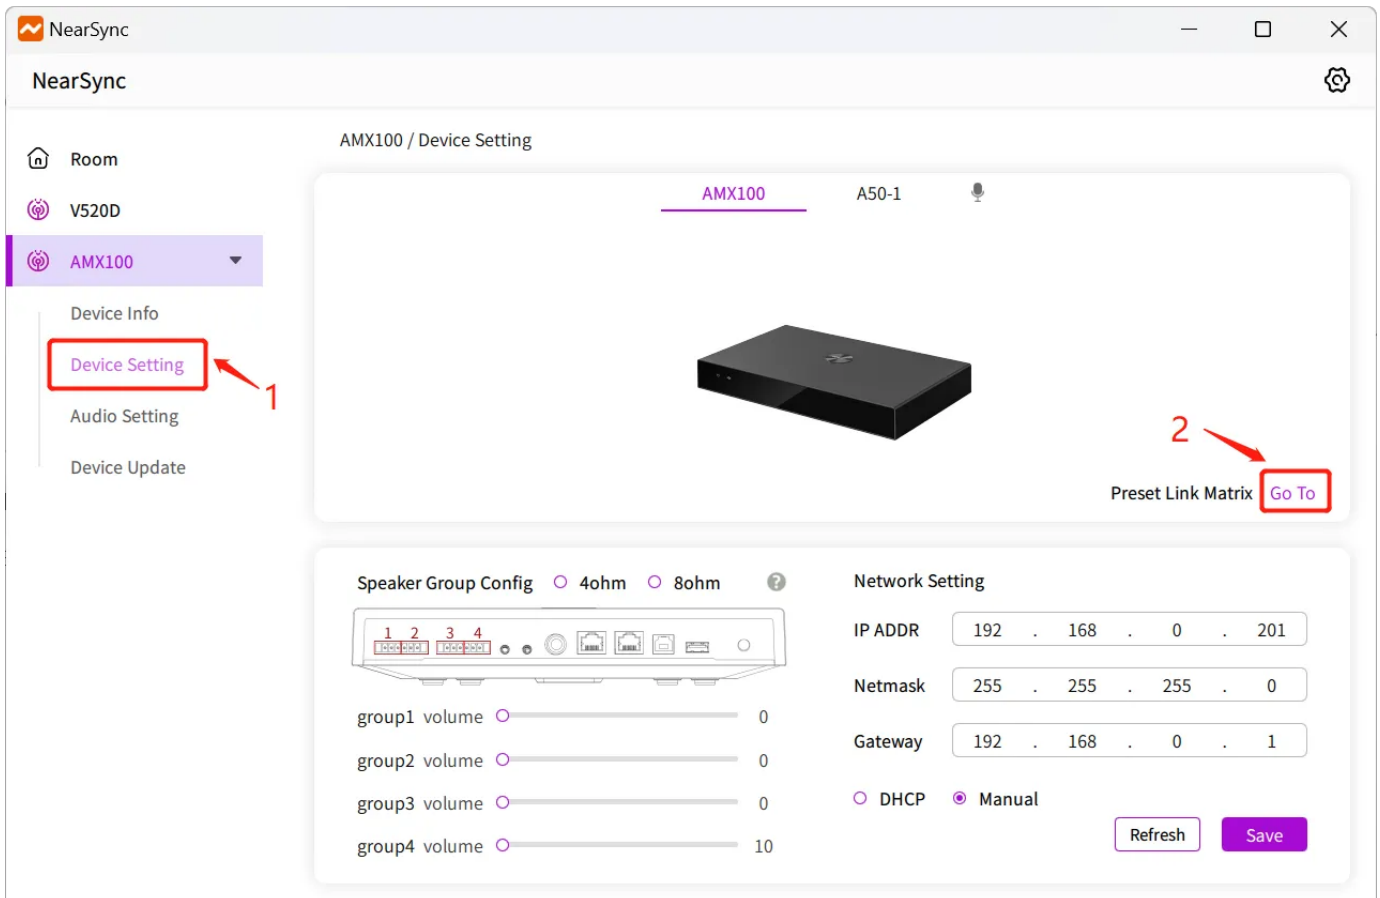 NearSync
NearSync
Room
V520D
AMX100
Device Info
Device Setting
1
Audio Setting
Device Update
AMX100 / Device Setting
AMX100 A50-1
2
Preset Link Matrix Go To
Speaker Group Config 4ohm 8ohm ?
1 2 3 4
group1 volume 0
group2 volume 0
group3 volume 0
group4 volume 10
Network Setting
IP ADDR 192 . 168 . 0 . 201
Netmask 255 . 255 . 255 . 0
Gateway 192 . 168 . 0 . 1
DHCP Manual
Refresh Save